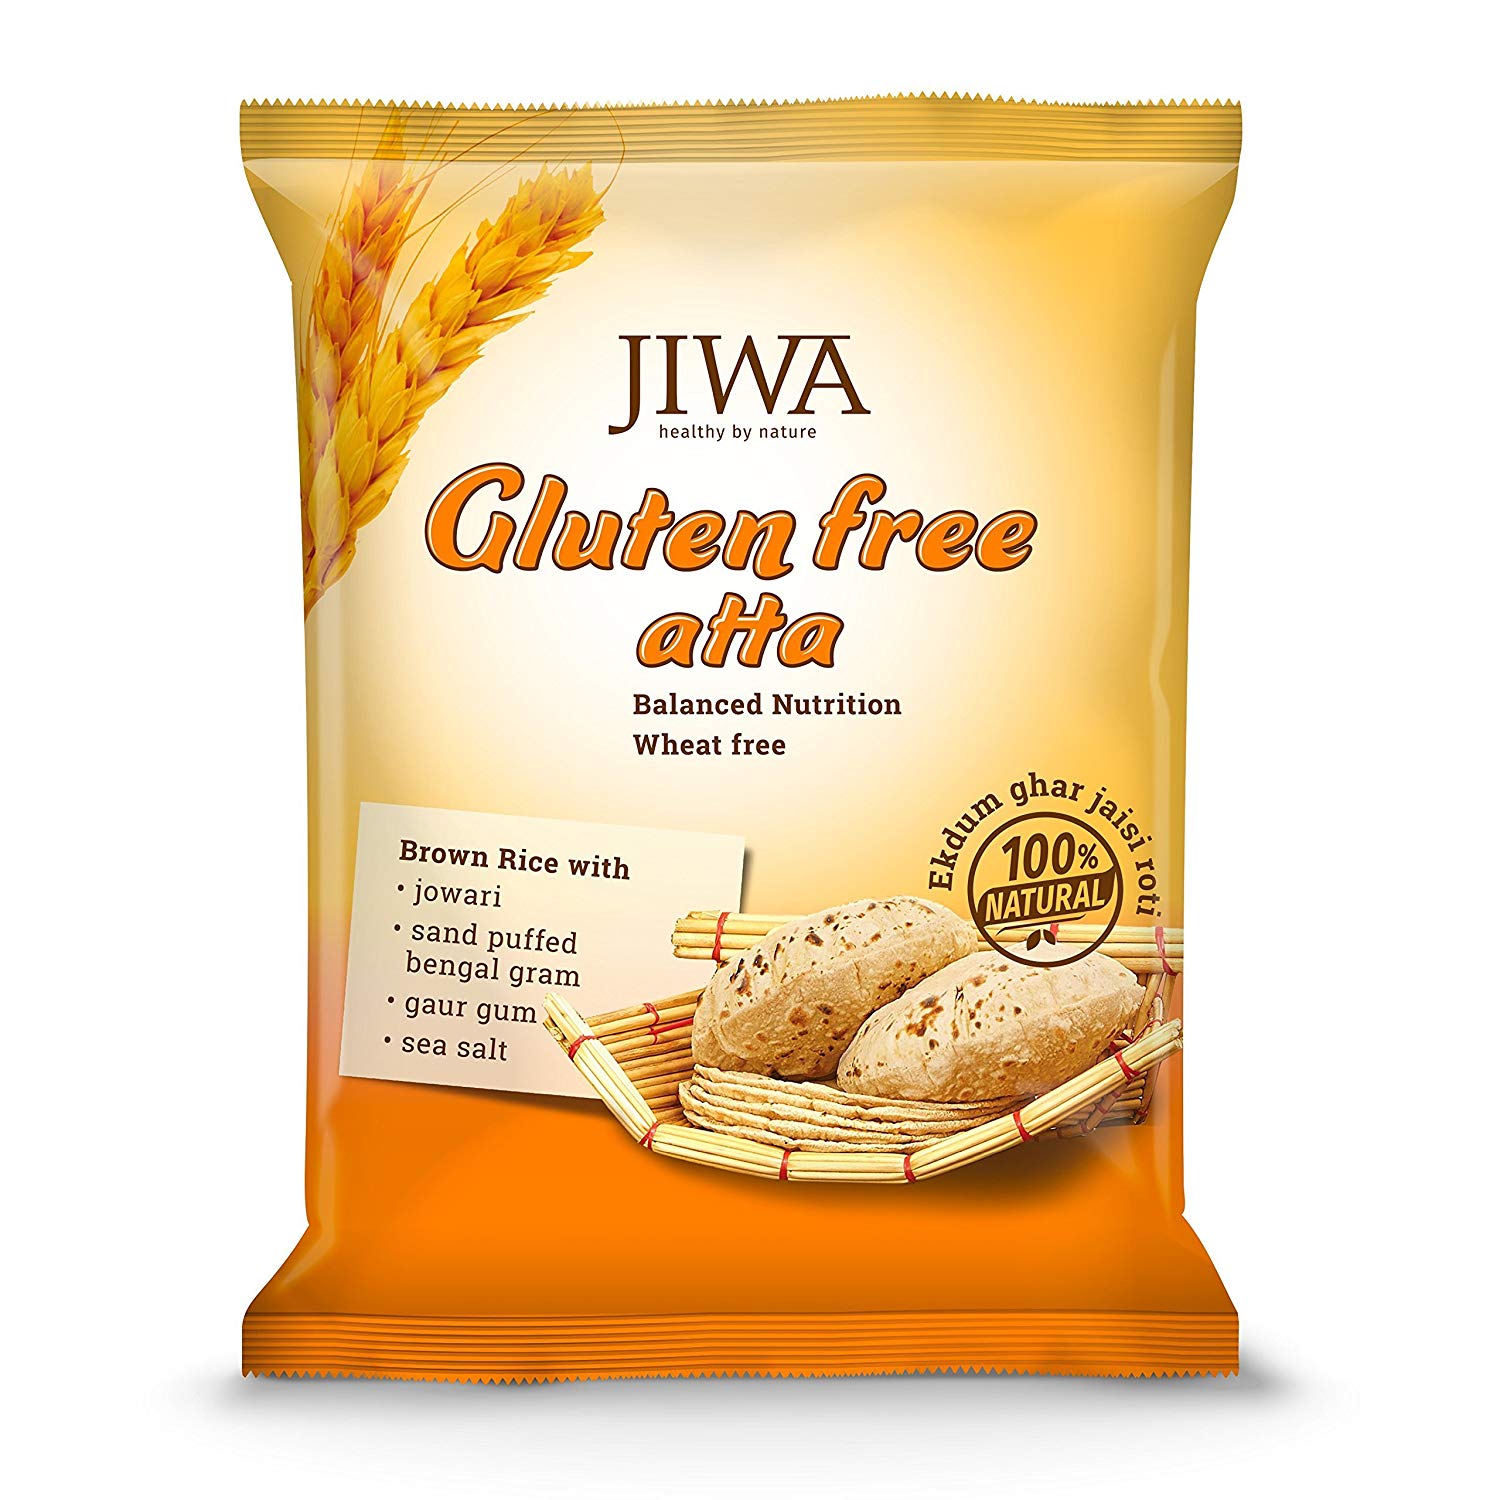 JIWA
healthy by nature
Gluten free
atta
Balanced Nutrition
Wheat free
Brown Rice with
• jowari
• sand puffed
bengal gram
• gaur gum
• sea salt
Ekdum ghar jaisi roti
100%
NATURAL